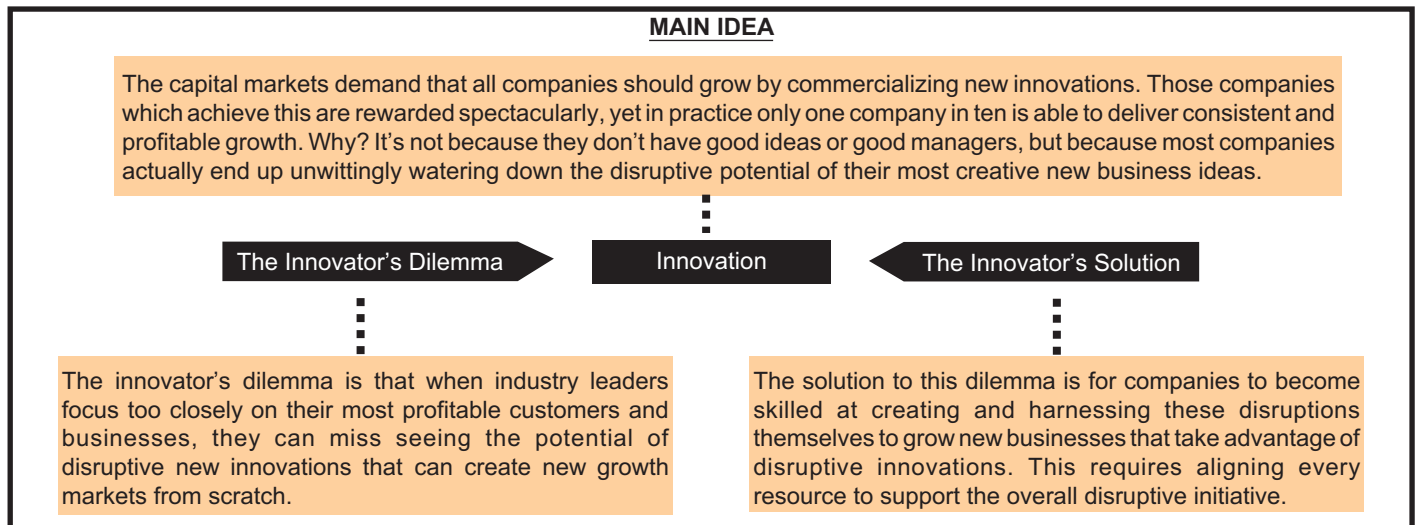 MAIN IDEA
The capital markets demand that all companies should grow by commercializing new innovations. Those companies
which achieve this are rewarded spectacularly, yet in practice only one company in ten is able to deliver consistent and
profitable growth. Why? It’s not because they don’t have good ideas or good managers, but because most companies
actually end up unwittingly watering down the disruptive potential of their most creative new business ideas.
The Innovator’s Dilemma
Innovation
The Innovator’s Solution
The innovator’s dilemma is that when industry leaders
focus too closely on their most profitable customers and
businesses, they can miss seeing the potential of
disruptive new innovations that can create new growth
markets from scratch.
The solution to this dilemma is for companies to become
skilled at creating and harnessing these disruptions
themselves to grow new businesses that take advantage of
disruptive innovations. This requires aligning every
resource to support the overall disruptive initiative.